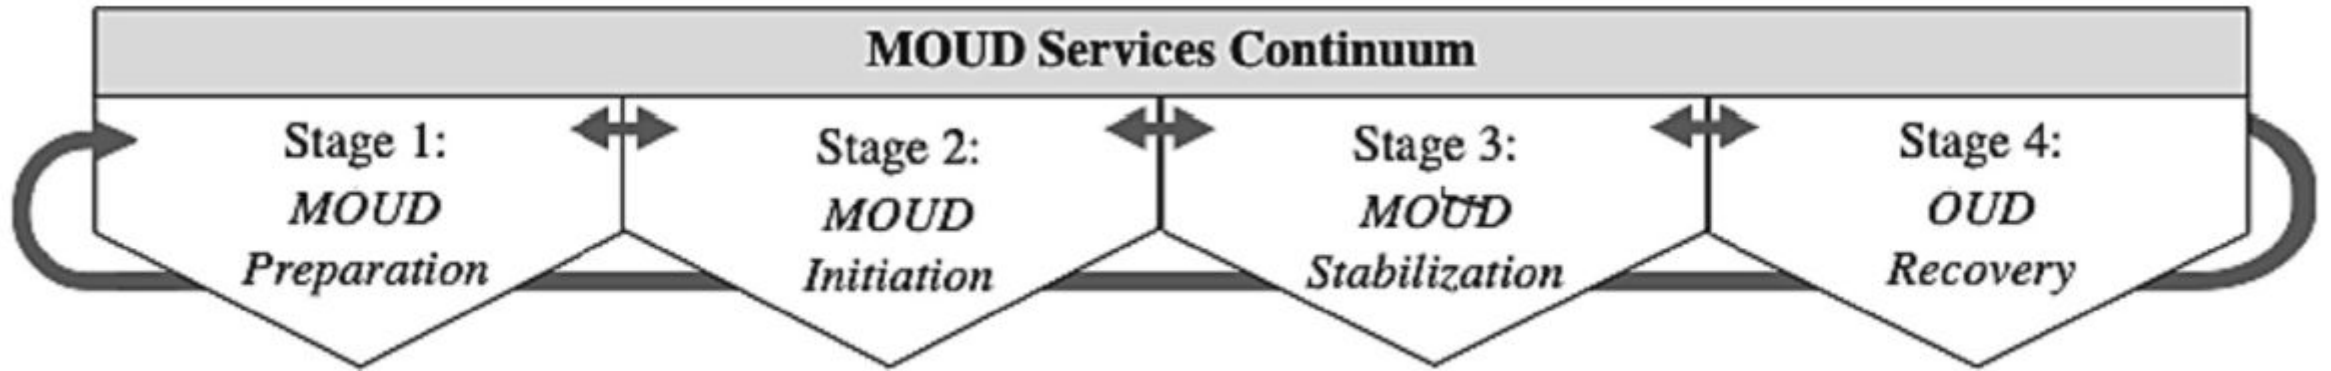 MOUD Services Continuum
Stage 1:
MOUD
Preparation
Stage 2:
MOUD
Initiation
Stage 3:
MOUD
Stabilization
Stage 4:
OUD
Recovery